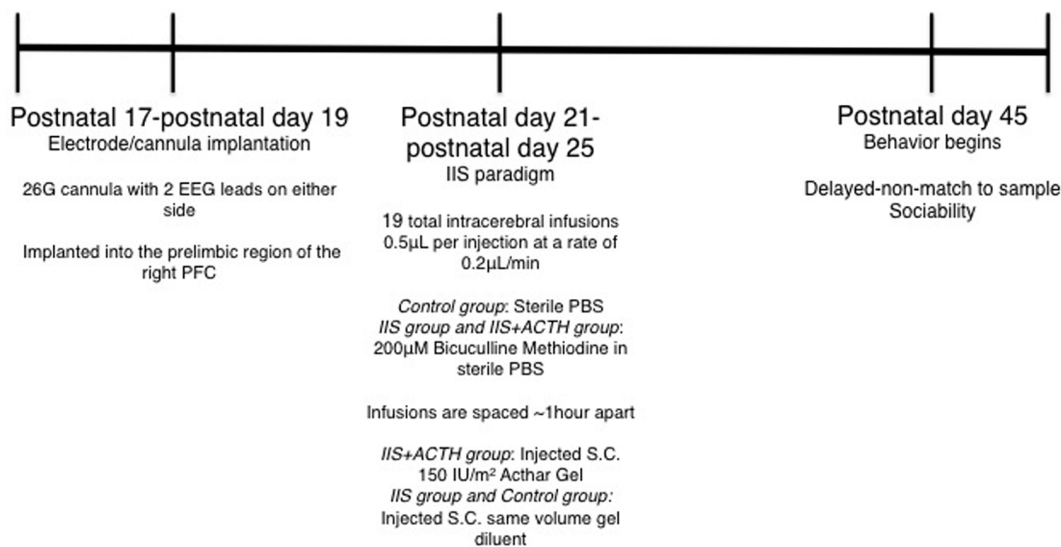 Postnatal 17-postnatal day 19
Electrode/cannula implantation
26G cannula with 2 EEG leads on either
side
Implanted into the prelimbic region of the
right PFC
Postnatal day 21-
postnatal day 25
IIS paradigm
19 total intracerebral infusions
0.5µL per injection at a rate of
0.2µL/min
Control group: Sterile PBS
IIS group and IIS+ACTH group:
200µM Bicuculline Methiodine in
sterile PBS
Infusions are spaced ~1hour apart
IIS+ACTH group: Injected S.C.
150 IU/m² Acthar Gel
IIS group and Control group:
Injected S.C. same volume gel
diluent
Postnatal day 45
Behavior begins
Delayed-non-match to sample
Sociability